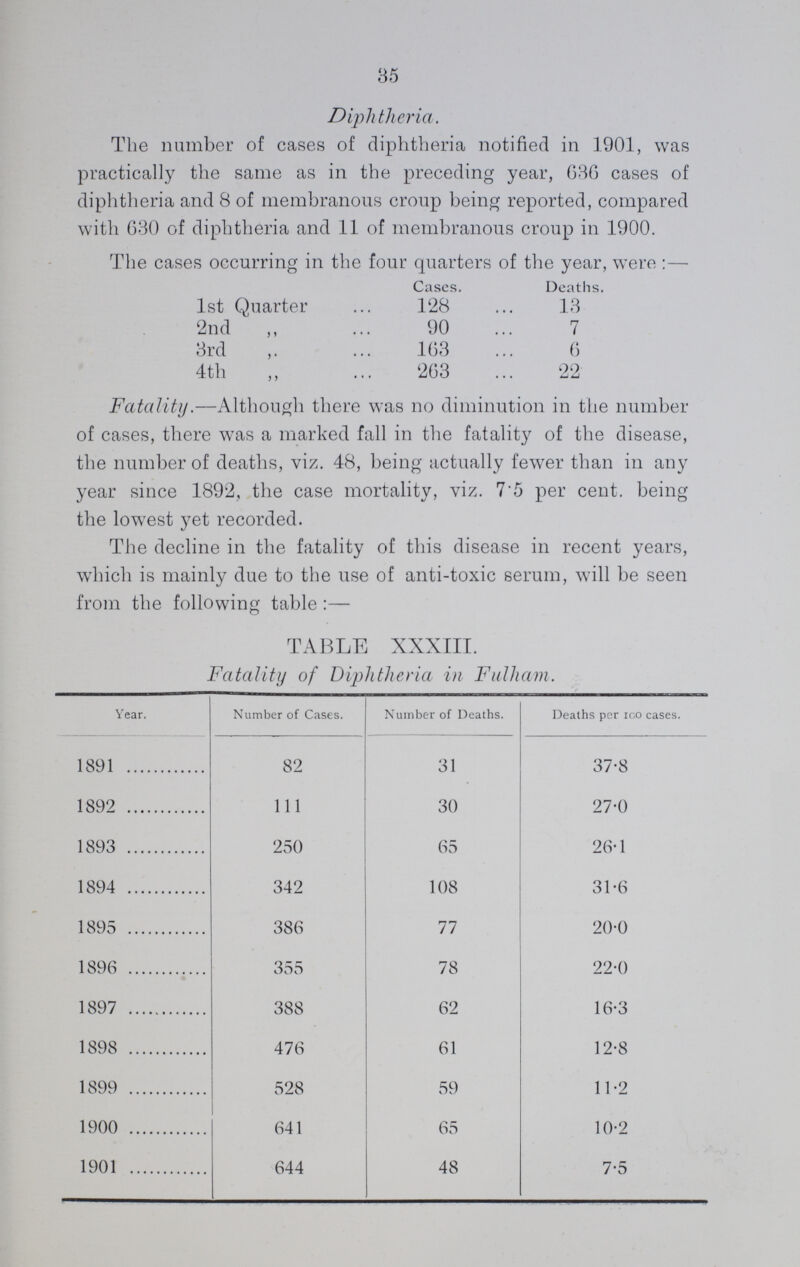 35
Diphtheria.
The number of cases of diphtheria notified in 1901, was
practically the same as in the preceding year, 636 cases of
diphtheria and 8 of membranous croup being reported, compared
with 630 of diphtheria and 11 of membranous croup in 1900.
The cases occurring in the four quarters of the year, were :—
Cases. Deaths.
1st Quarter ... 128 ... 13
2nd ,, ... 90 ... 7
3rd ,. ... 163 ... 6
4th ,, ... 263 ... 22
Fatality.—Although there was no diminution in the number
of cases, there was a marked fall in the fatality of the disease,
the number of deaths, viz. 48, being actually fewer than in any
year since 1892, the case mortality, viz. 7·5 per cent. being
the lowest yet recorded.
The decline in the fatality of this disease in recent years,
which is mainly due to the use of anti-toxic serum, will be seen
from the following table :—
TABLE XXXIII.
Fatality of Diphtheria in Fulham.
Year. Number of Cases. Number of Deaths. Deaths per 100 cases.
1891 ............ 82 31 37·8
1892 ............ 111 30 27·0
1893 ............ 250 65 26·1
1894 ............ 342 108 31·6
1895 ............ 386 77 20·0
1896 ............ 355 78 22·0
1897 ............ 388 62 16·3
1898 ............ 476 61 12·8
1899 ............ 528 59 11·2
1900 ............ 641 65 10·2
1901 ............ 644 48 7·5